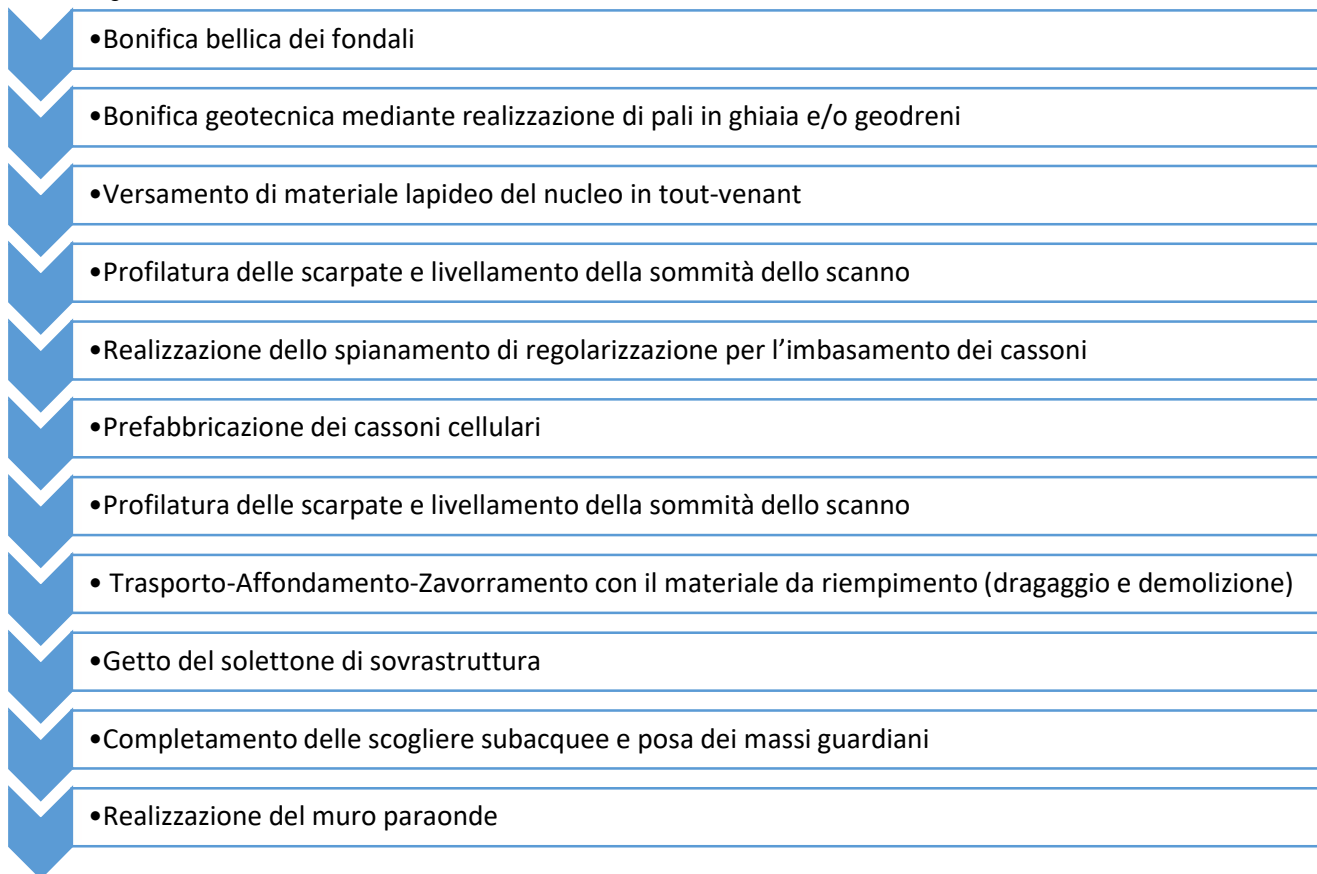 •Bonifica bellica dei fondali
•Bonifica geotecnica mediante realizzazione di pali in ghiaia e/o geodreni
•Versamento di materiale lapideo del nucleo in tout-venant
•Profilatura delle scarpate e livellamento della sommità dello scanno
•Realizzazione dello spianamento di regolarizzazione per l’imbasamento dei cassoni
•Prefabbricazione dei cassoni cellulari
•Profilatura delle scarpate e livellamento della sommità dello scanno
• Trasporto-Affondamento-Zavorramento con il materiale da riempimento (dragaggio e demolizione)
•Getto del solettone di sovrastruttura
•Completamento delle scogliere subacquee e posa dei massi guardiani
•Realizzazione del muro paraonde